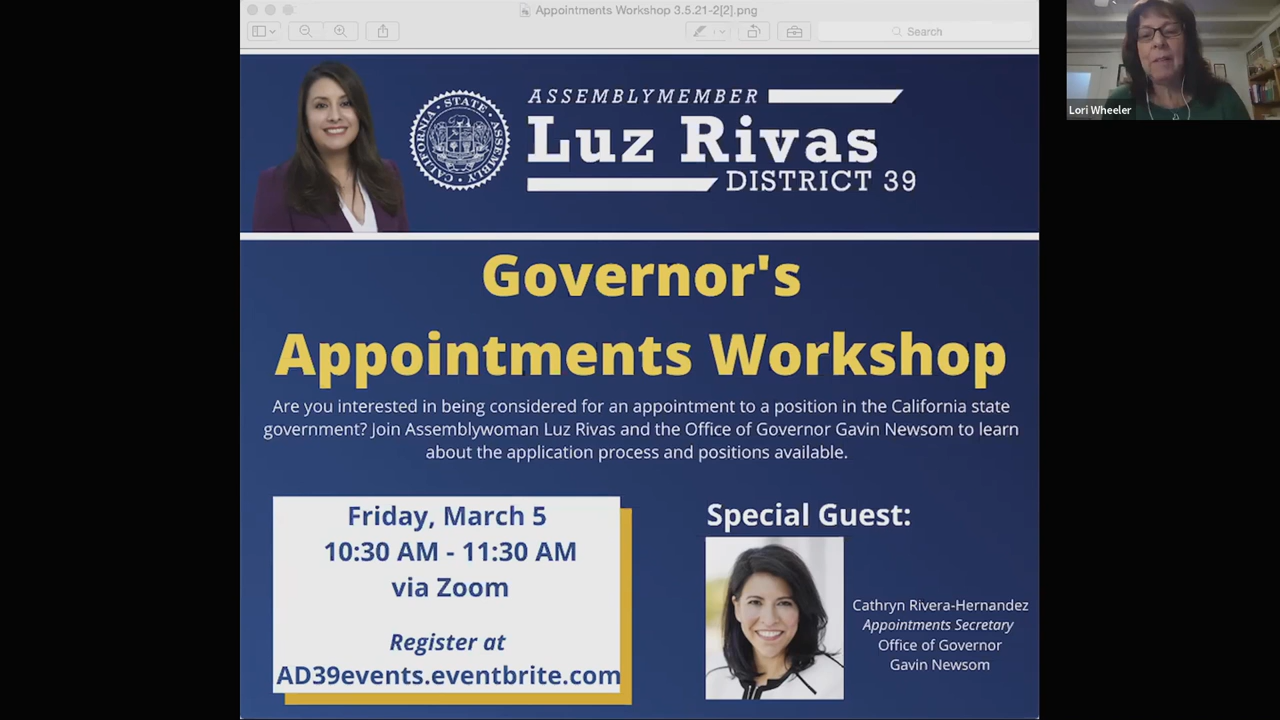 Appointments Workshop 3.5.21-2[2].png
Search
Lori Wheeler
CALIFORNIA STATE ASSEMBLY
ASSEMBLYMEMBER
Luz Rivas
DISTRICT 39
Governor's
Appointments Workshop
Are you interested in being considered for an appointment to a position in the California state
government? Join Assemblywoman Luz Rivas and the Office of Governor Gavin Newsom to learn
about the application process and positions available.
Friday, March 5
10:30 AM - 11:30 AM
via Zoom
Register at
AD39events.eventbrite.com
Special Guest:
Cathryn Rivera-Hernandez
Appointments Secretary
Office of Governor
Gavin Newsom